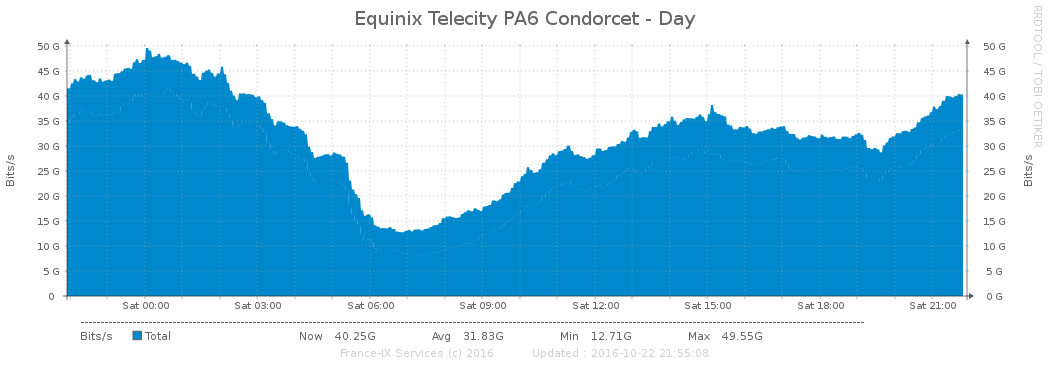 Equinix Telecity PA6 Condorcet - Day
RRDTOOL / TOBI OETIKER
Bits/s
50 G
45 G
40 G
35 G
30 G
25 G
20 G
15 G
10 G
5 G
0
50 G
45 G
40 G
35 G
30 G
25 G
20 G
15 G
10 G
5 G
0 G
Bits/s
Sat 00:00 Sat 03:00 Sat 06:00 Sat 09:00 Sat 12:00 Sat 15:00 Sat 18:00 Sat 21:00
Bits/s Total Now 40.25G Avg 31.83G Min 12.71G Max 49.55G
France-IX Services (c) 2016 Updated : 2016-10-22 21:55:08